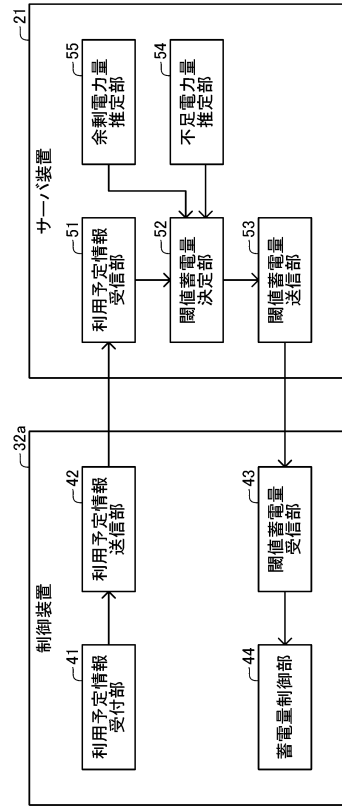 制御装置
32a
41
利用予定情報
受付部
42
利用予定情報
送信部
44
蓄電量制御部
43
閾値蓄電量
受信部
サーバ装置
21
51
利用予定情報
受信部
55
余剰電力量
推定部
52
閾値蓄電量
決定部
54
不足電力量
推定部
53
閾値蓄電量
送信部